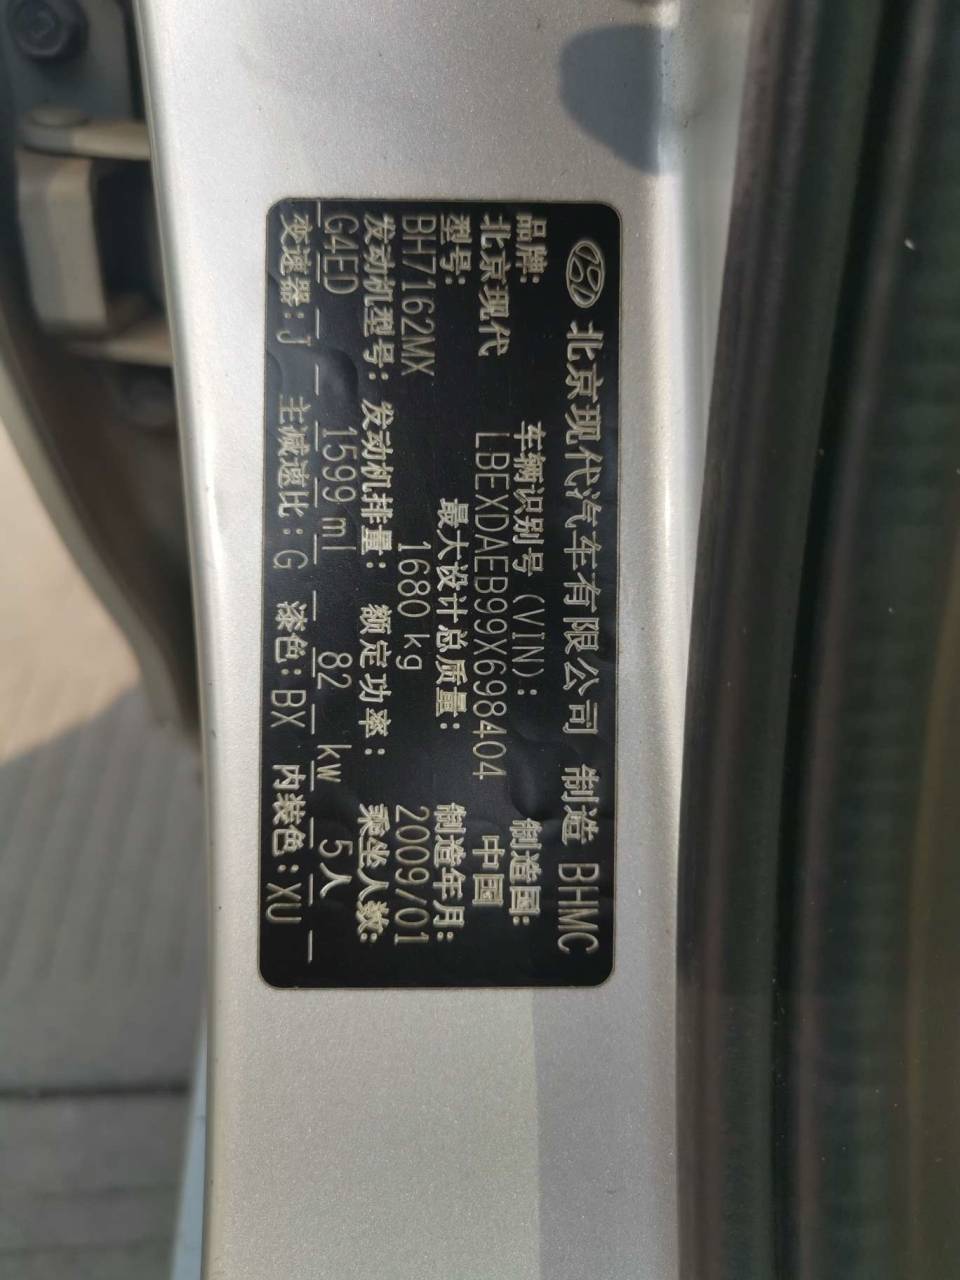 北京现代汽车有限公司 制造 BHMC
品牌: 车辆识别号 (VIN): 制造国:
北京现代 LBEXDAEB99X698404 中国
型号: 最大设计总质量: 制造年月:
BH7162MX 1680 kg 2009/01
发动机型号: 发动机排量: 额定功率: 乘坐人数:
G4ED 1599 ml 82 kw 5人
变速器: J 主减速比: G 漆色: BX 内装色: XU